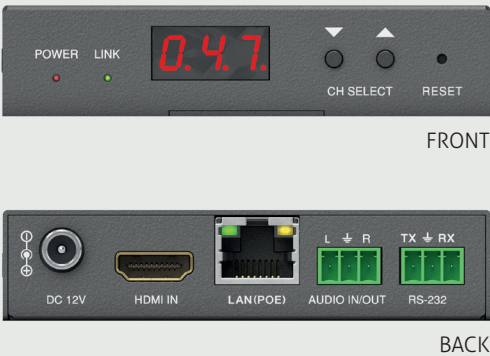 POWER LINK
0.4.7.
CH SELECT RESET
FRONT
L R TX RX
DC 12V HDMI IN LAN(POE) AUDIO IN/OUT RS-232
BACK